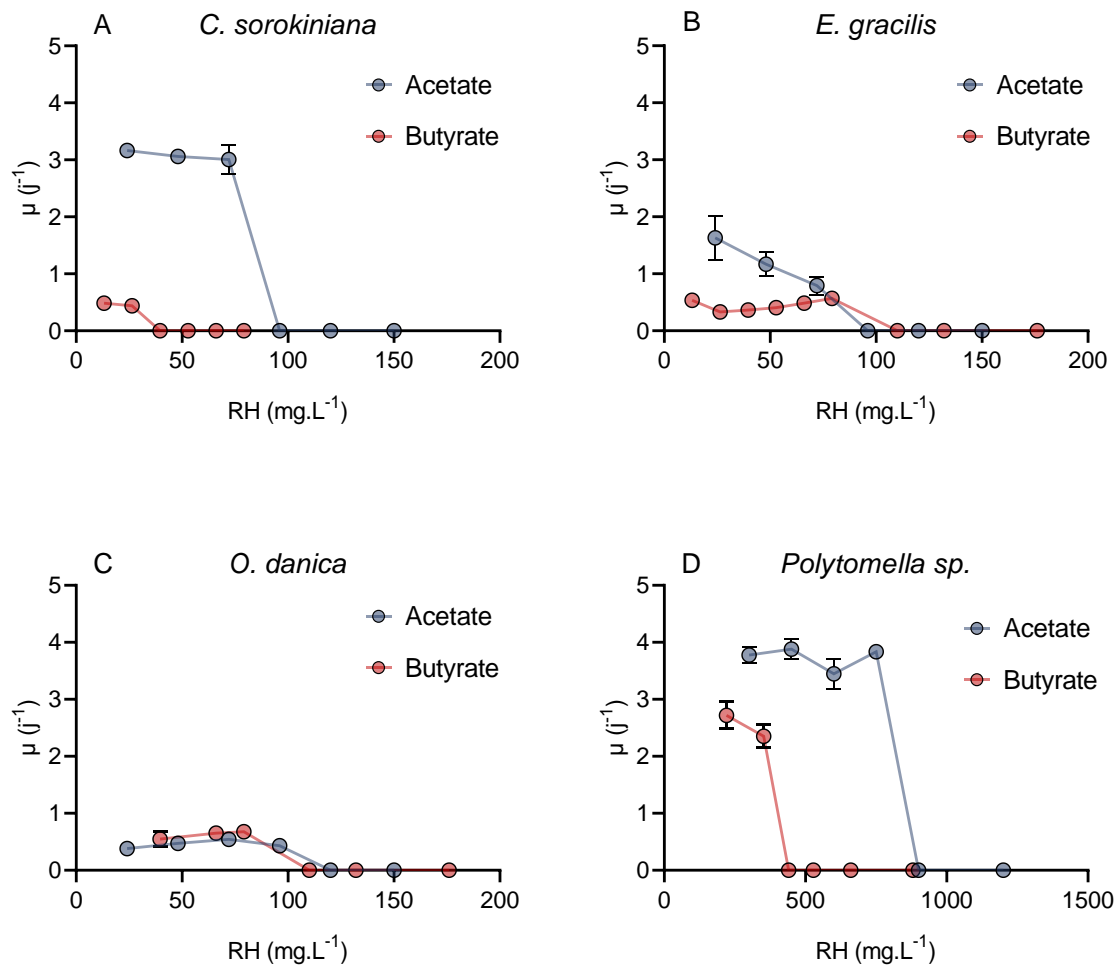 A C. sorokiniana
5
4
3
2
1
0
0 50 100 150 200
µ (j⁻¹)
RH (mg.L⁻¹)
Acetate
Butyrate
B E. gracilis
5
4
3
2
1
0
0 50 100 150 200
µ (j⁻¹)
RH (mg.L⁻¹)
Acetate
Butyrate
C O. danica
5
4
3
2
1
0
0 50 100 150 200
µ (j⁻¹)
RH (mg.L⁻¹)
Acetate
Butyrate
D Polytomella sp.
5
4
3
2
1
0
0 500 1000 1500
µ (j⁻¹)
RH (mg.L⁻¹)
Acetate
Butyrate